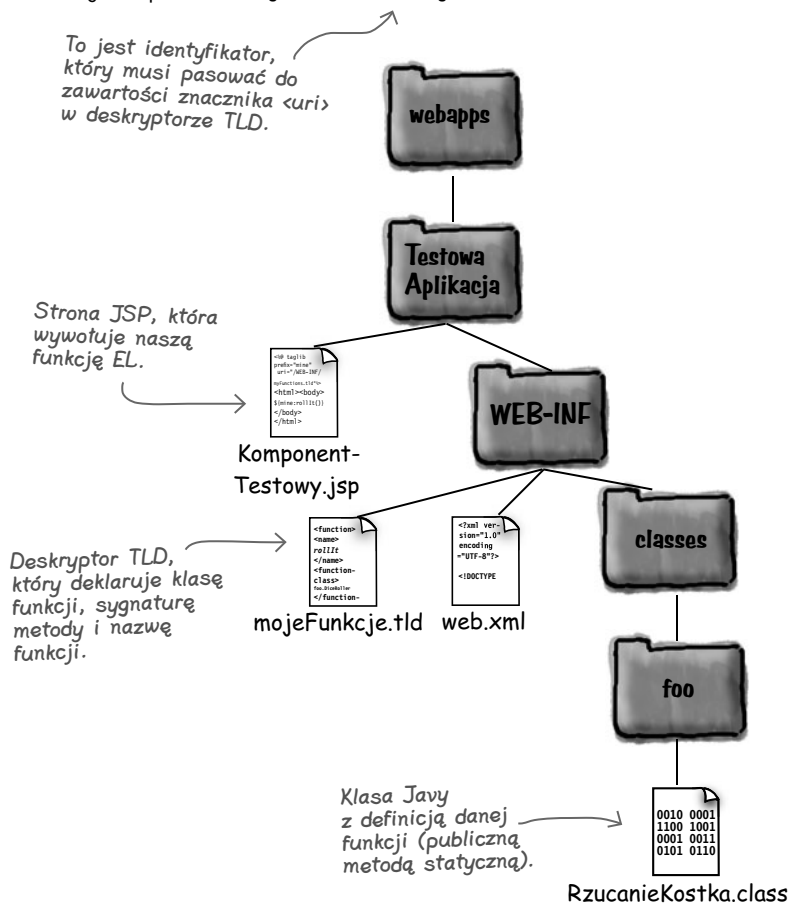 To jest identyfikator,
który musi pasować do
zawartości znacznika <uri>
w deskryptorze TLD.
webapps
Testowa
Aplikacja
Strona JSP, która
wywołuje naszą
funkcję EL.
<%@ taglib
prefix="mine"
uri="/WEB-INF/
myFunctions.tld"%>
<html><body>
${mine:rollIt()}
</body>
</html>
Komponent-
Testowy.jsp
WEB-INF
Deskryptor TLD,
który deklaruje klasę
funkcji, sygnaturę
metody i nazwę
funkcji.
<function>
<name>
rollIt
</name>
<function-
class>
foo.DiceRoller
</function-
mojeFunkcje.tld
<?xml ver-
sion="1.0"
encoding
="UTF-8"?>
<!DOCTYPE
web.xml
classes
foo
Klasa Javy
z definicją danej
funkcji (publiczną
metodą statyczną).
0010 0001
1100 1001
0001 0011
0101 0110
RzucanieKostka.class